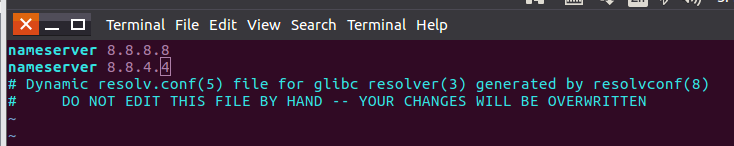 Terminal File Edit View Search Terminal Help
nameserver 8.8.8.8
nameserver 8.8.4.4
# Dynamic resolv.conf(5) file for glibc resolver(3) generated by resolvconf(8)
#     DO NOT EDIT THIS FILE BY HAND -- YOUR CHANGES WILL BE OVERWRITTEN
~
~